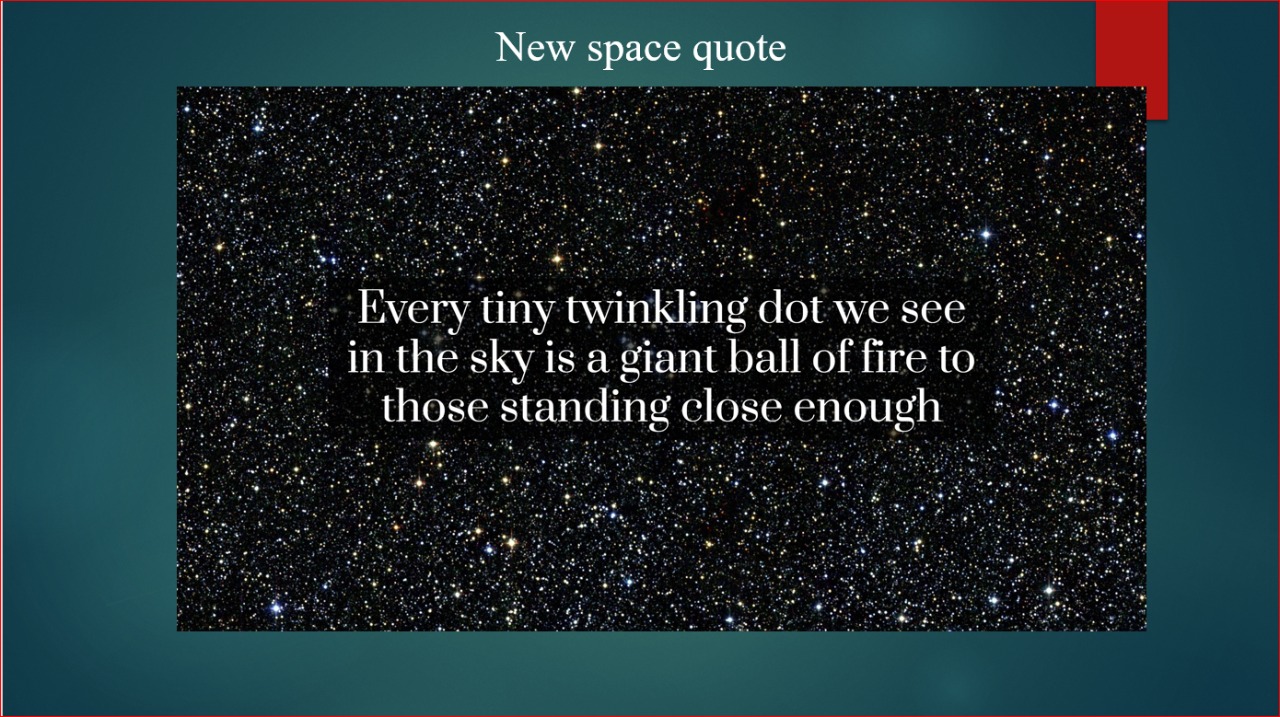 New space quote
Every tiny twinkling dot we see
in the sky is a giant ball of fire to
those standing close enough